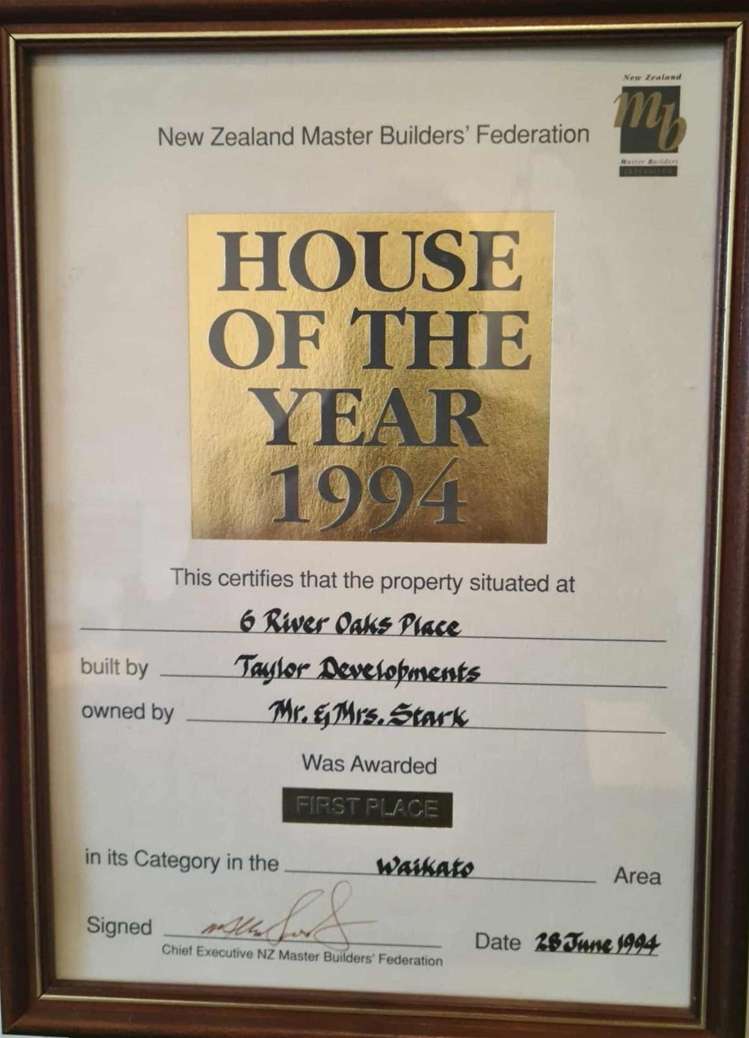 New Zealand
mb
Master Builders
FEDERATION
New Zealand Master Builders' Federation
HOUSE
OF THE
YEAR
1994
This certifies that the property situated at
6 River Oaks Place
built by Taylor Developments
owned by Mr. & Mrs. Stark
Was Awarded
FIRST PLACE
in its Category in the Waikato Area
Signed
Chief Executive NZ Master Builders' Federation
Date 28 June 1994